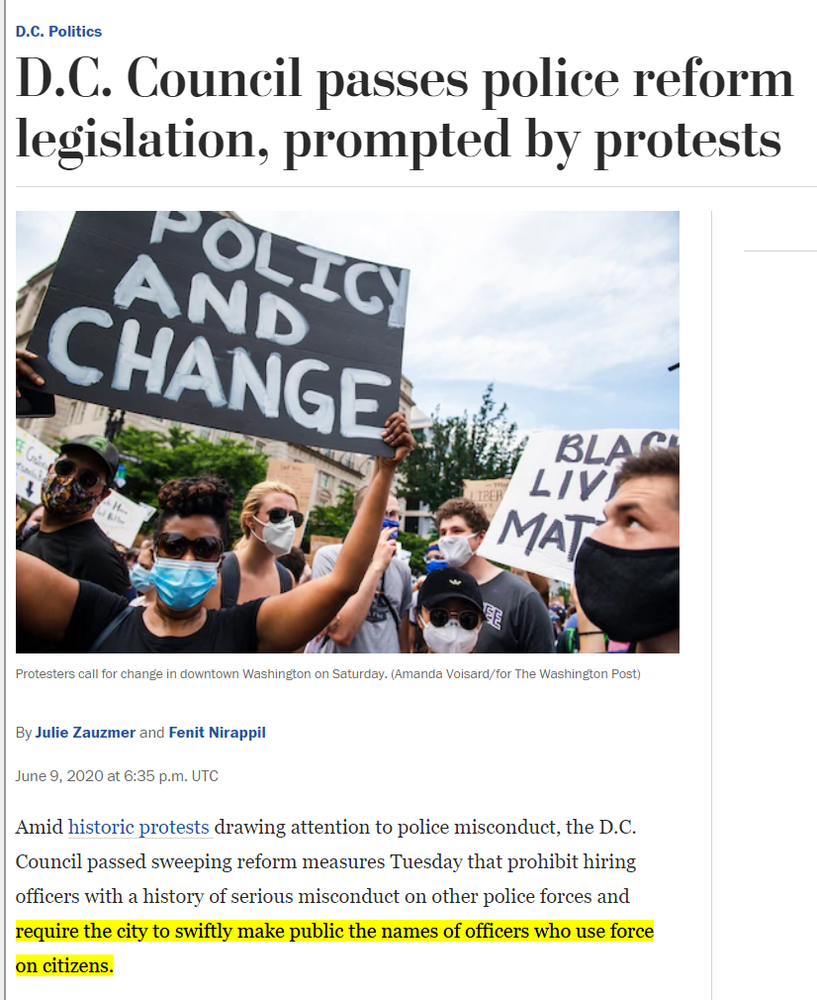 D.C. Politics
D.C. Council passes police reform
legislation, prompted by protests
POLICY
AND
CHANGE
BLACK
LIV
MAT
Protesters call for change in downtown Washington on Saturday. (Amanda Voisard/for The Washington Post)
By Julie Zauzmer and Fenit Nirappil
June 9, 2020 at 6:35 p.m. UTC
Amid historic protests drawing attention to police misconduct, the D.C.
Council passed sweeping reform measures Tuesday that prohibit hiring
officers with a history of serious misconduct on other police forces and
require the city to swiftly make public the names of officers who use force
on citizens.